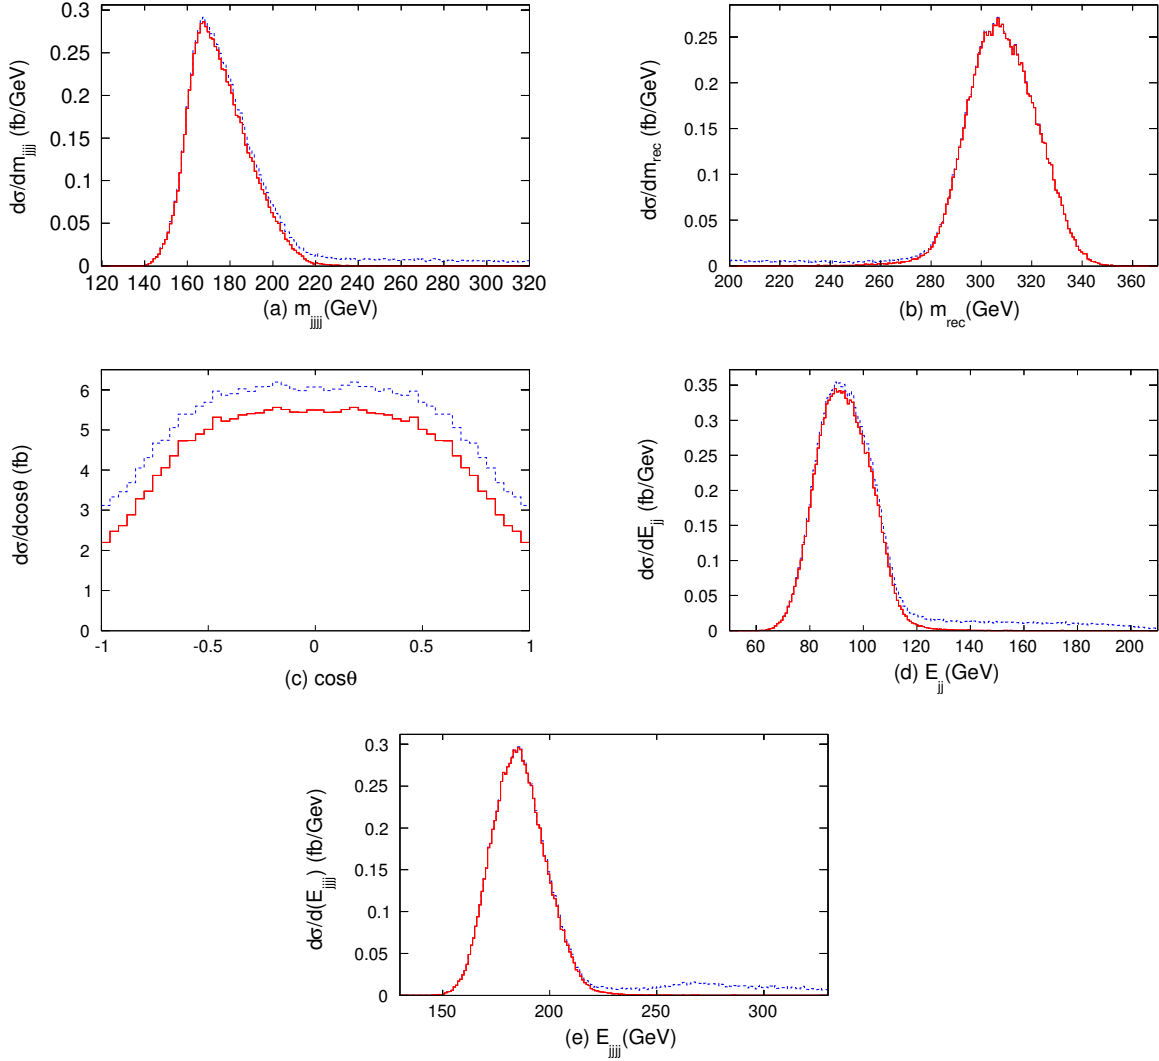 dσ/dm_jjjj (fb/GeV)
0.3
0.25
0.2
0.15
0.1
0.05
0
120 140 160 180 200 220 240 260 280 300 320
(a) m_jjjj(GeV)
dσ/dm_rec (fb/GeV)
0.25
0.2
0.15
0.1
0.05
0
200 220 240 260 280 300 320 340 360
(b) m_rec(GeV)
dσ/dcosθ (fb)
6
5
4
3
2
1
0
-1 -0.5 0 0.5 1
(c) cosθ
dσ/dE_jj (fb/Gev)
0.35
0.3
0.25
0.2
0.15
0.1
0.05
0
60 80 100 120 140 160 180 200
(d) E_jj(GeV)
dσ/d(E_jjjj) (fb/Gev)
0.3
0.25
0.2
0.15
0.1
0.05
0
150 200 250 300
(e) E_jjjj(GeV)